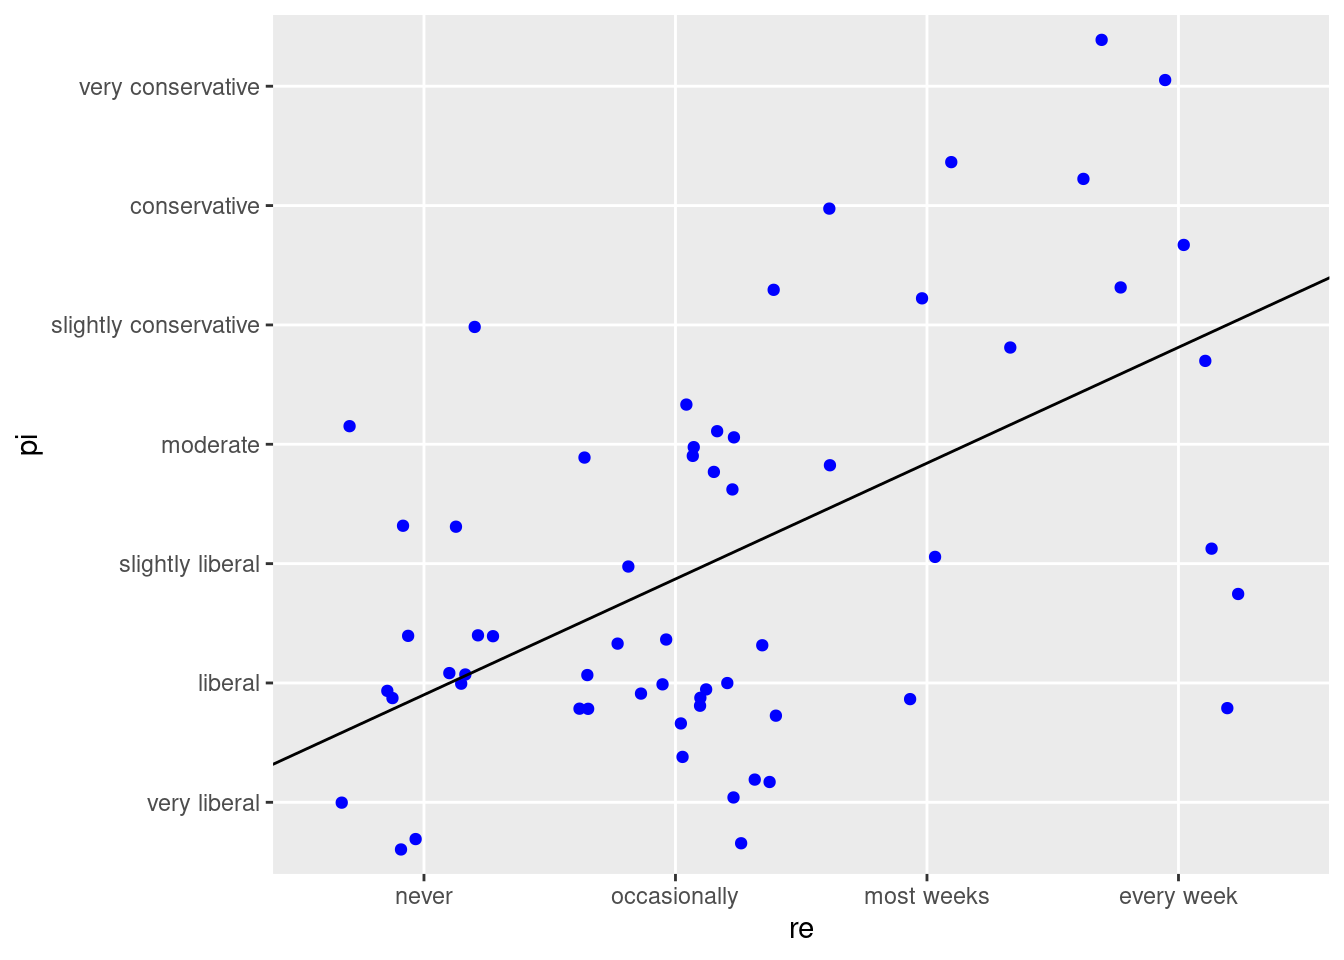 very conservative
conservative
slightly conservative
moderate
slightly liberal
liberal
very liberal
pi
never
occasionally
most weeks
every week
re